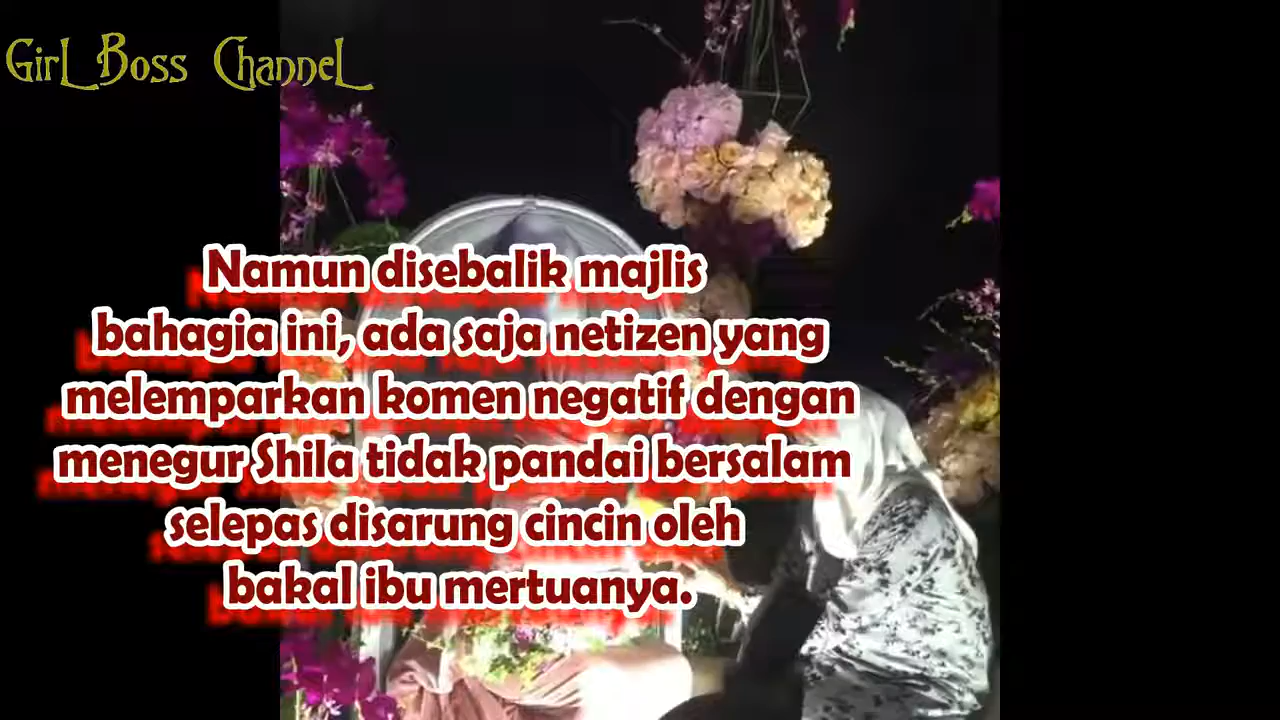 Girl Boss Channel
Namun disebalik majlis
bahagia ini, ada saja netizen yang
melemparkan komen negatif dengan
menegur Shila tidak pandai bersalam
selepas disarung cincin oleh
bakal ibu mertuanya.